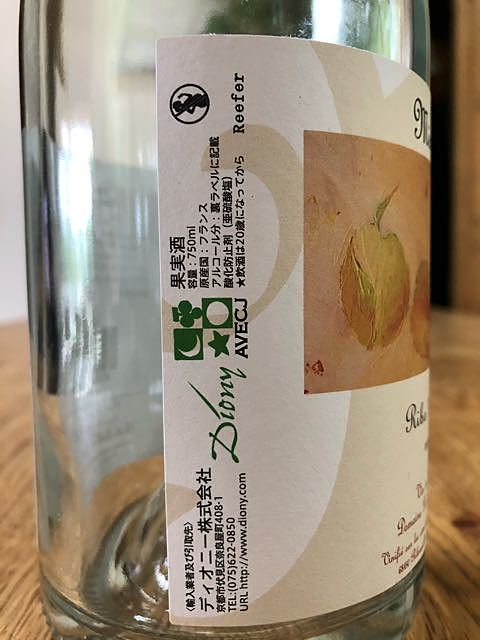 果実酒
容量：750ml
原産国：フランス
アルコール分：裏ラベルに記載
酸化防止剤（亜硫酸塩）
★飲酒は20歳になってから Reefer
Diony
AVECJ
〈輸入業者及び引取先〉
ディオニー株式会社
京都市伏見区奈良屋町408-1
TEL:(075)622-0850
URL http://www.diony.com